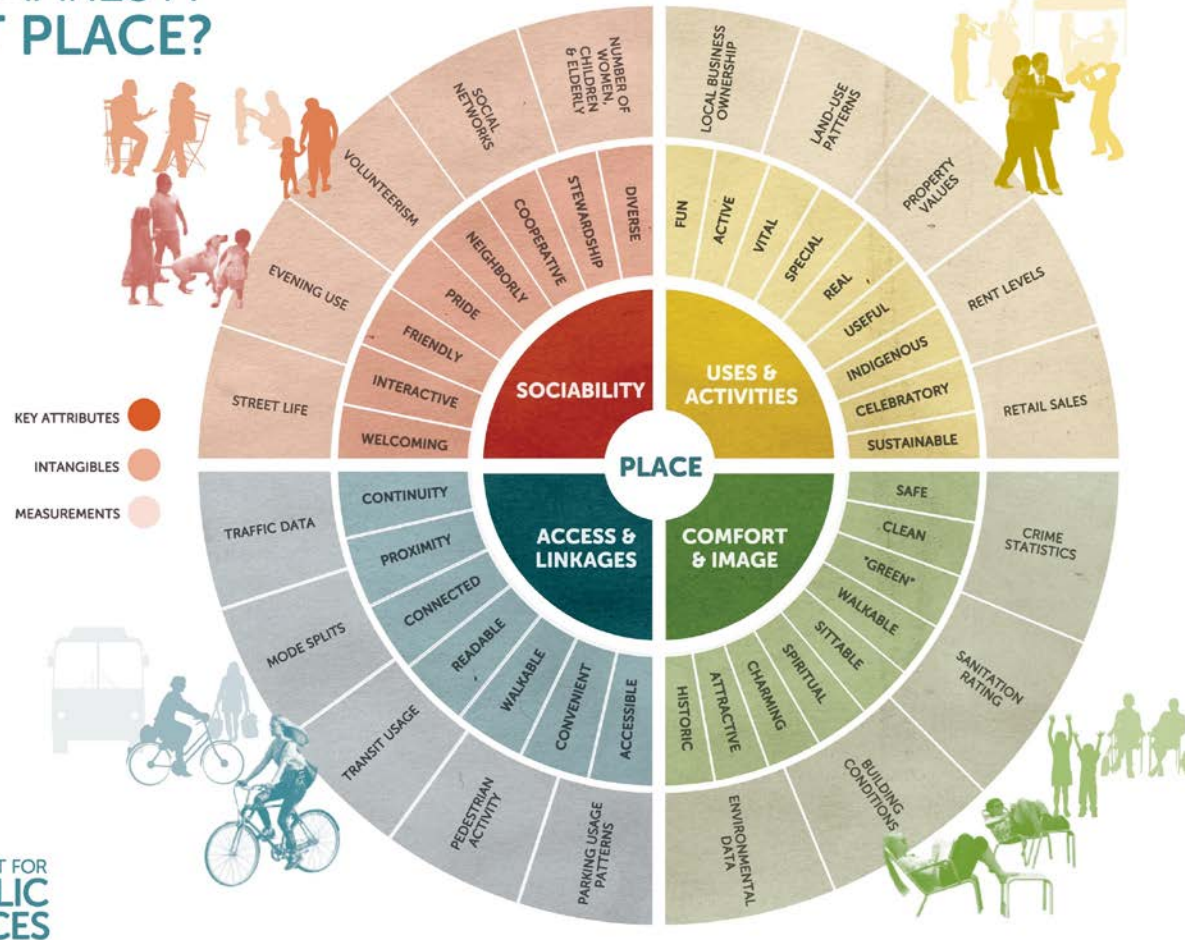 PLACE?
NUMBER OF
WOMEN,
CHILDREN
& ELDERLY
SOCIAL
NETWORKS
VOLUNTEERISM
EVENING USE
STREET LIFE
LOCAL BUSINESS
OWNERSHIP
LAND-USE
PATTERNS
PROPERTY
VALUES
RENT LEVELS
RETAIL SALES
DIVERSE
STEWARDSHIP
COOPERATIVE
NEIGHBORLY
PRIDE
FRIENDLY
INTERACTIVE
WELCOMING
FUN
ACTIVE
VITAL
SPECIAL
REAL
USEFUL
INDIGENOUS
CELEBRATORY
SUSTAINABLE
SOCIABILITY
USES &
ACTIVITIES
PLACE
ACCESS &
LINKAGES
COMFORT
& IMAGE
KEY ATTRIBUTES
INTANGIBLES
MEASUREMENTS
CONTINUITY
PROXIMITY
CONNECTED
READABLE
WALKABLE
CONVENIENT
ACCESSIBLE
SAFE
CLEAN
"GREEN"
WALKABLE
SITTABLE
SPIRITUAL
CHARMING
ATTRACTIVE
HISTORIC
TRAFFIC DATA
MODE SPLITS
TRANSIT USAGE
PEDESTRIAN
ACTIVITY
PARKING USAGE
PATTERNS
CRIME
STATISTICS
SANITATION
RATING
BUILDING
CONDITIONS
ENVIRONMENTAL
DATA
FOR